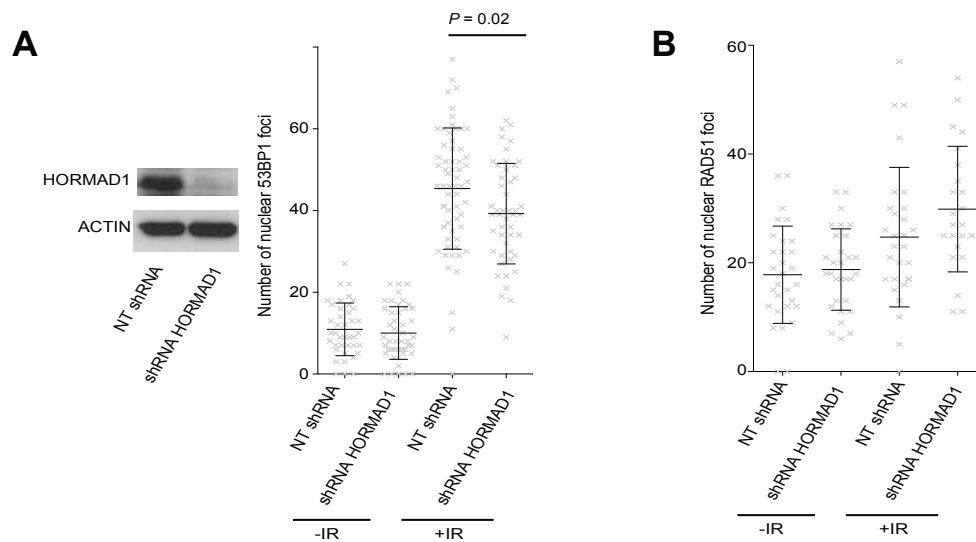 A
HORMAD1
ACTIN
NT shRNA
shRNA HORMAD1
Number of nuclear 53BP1 foci
80
60
40
20
0
P = 0.02
NT shRNA
shRNA HORMAD1
NT shRNA
shRNA HORMAD1
-IR
+IR
B
Number of nuclear RAD51 foci
60
40
20
0
NT shRNA
shRNA HORMAD1
NT shRNA
shRNA HORMAD1
-IR
+IR